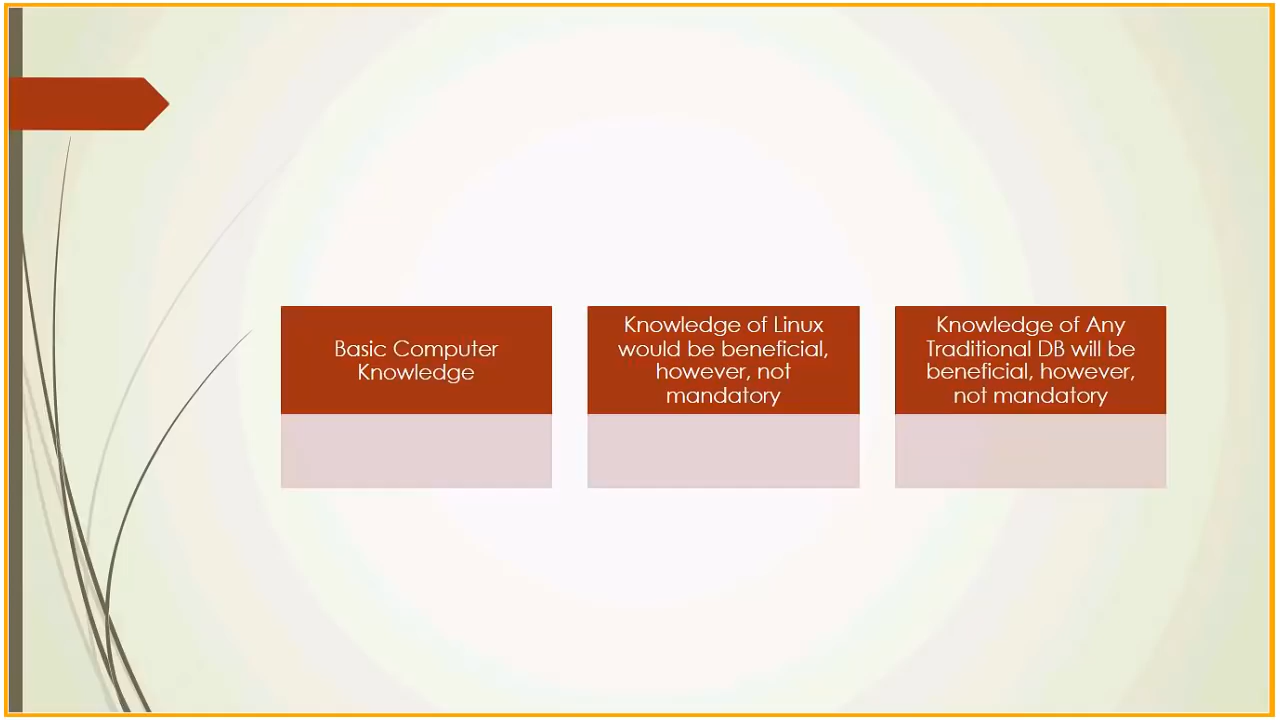 Basic Computer
Knowledge
Knowledge of Linux
would be beneficial,
however, not
mandatory
Knowledge of Any
Traditional DB will be
beneficial, however,
not mandatory